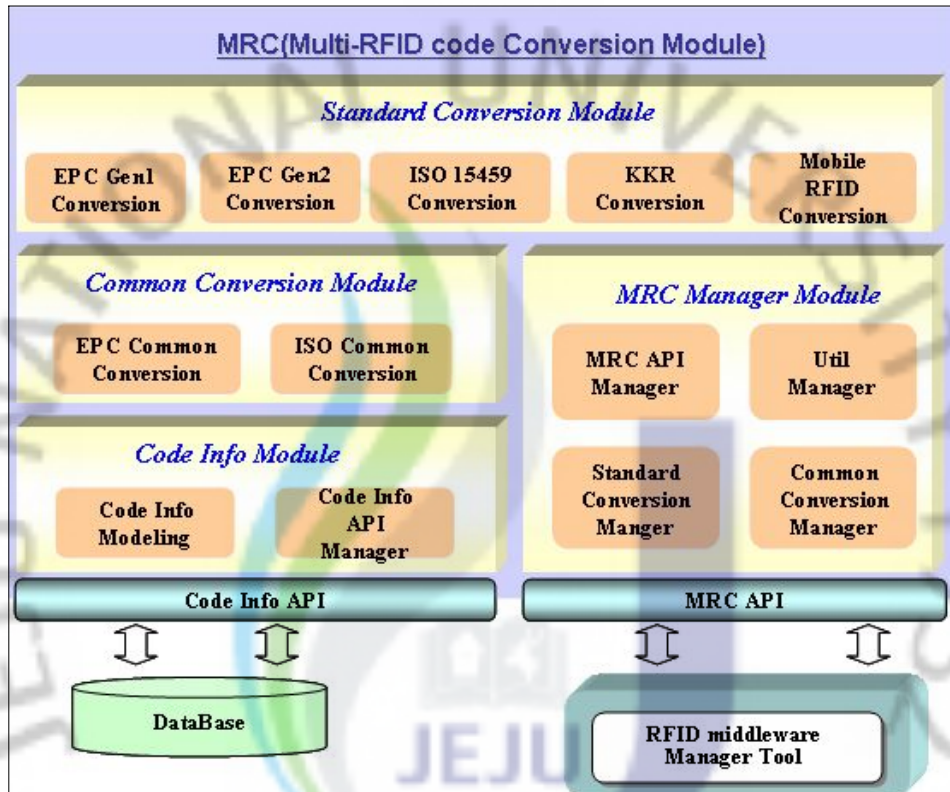 MRC(Multi-RFID code Conversion Module)
Standard Conversion Module
EPC Gen1
Conversion
EPC Gen2
Conversion
ISO 15459
Conversion
KKR
Conversion
Mobile
RFID
Conversion
Common Conversion Module
EPC Common
Conversion
ISO Common
Conversion
MRC Manager Module
MRC API
Manager
Util
Manager
Standard
Conversion
Manger
Common
Conversion
Manager
Code Info Module
Code Info
Modeling
Code Info
API
Manager
Code Info API
MRC API
DataBase
RFID middleware
Manager Tool
JEJU NATIONAL UNIVERSITY
JEJU